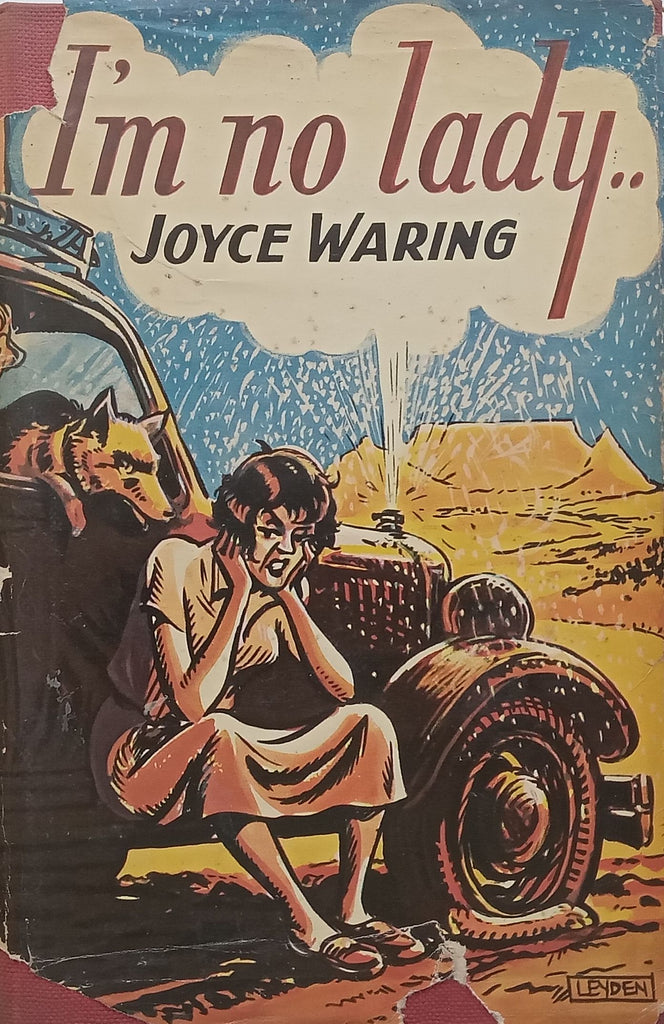 I'm no lady..
JOYCE WARING
LEYDEN